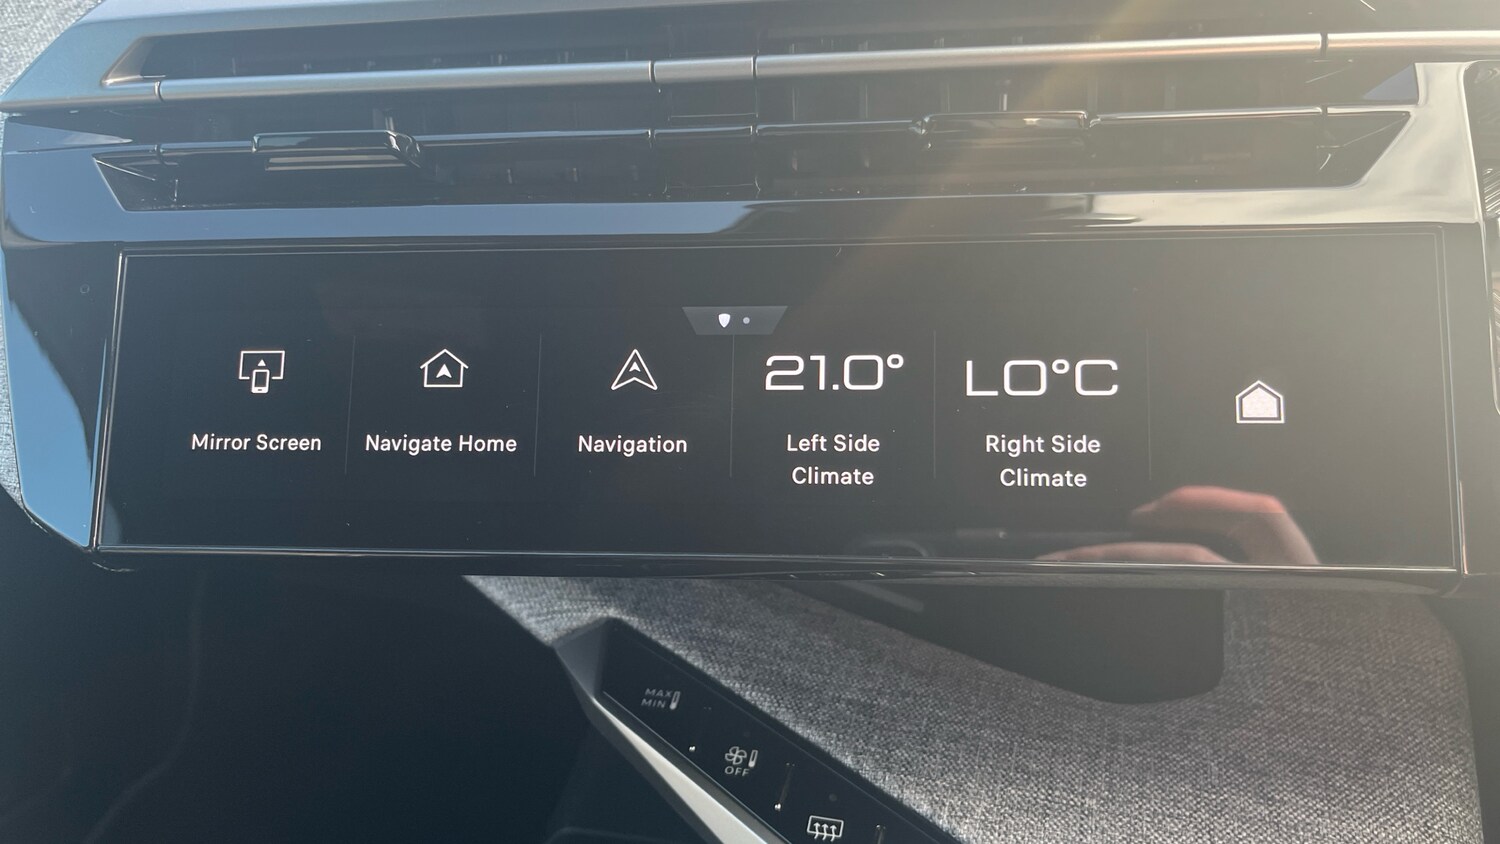 Mirror Screen
Navigate Home
Navigation
21.0°
Left Side
Climate
LO°C
Right Side
Climate
MAX
MIN
OFF